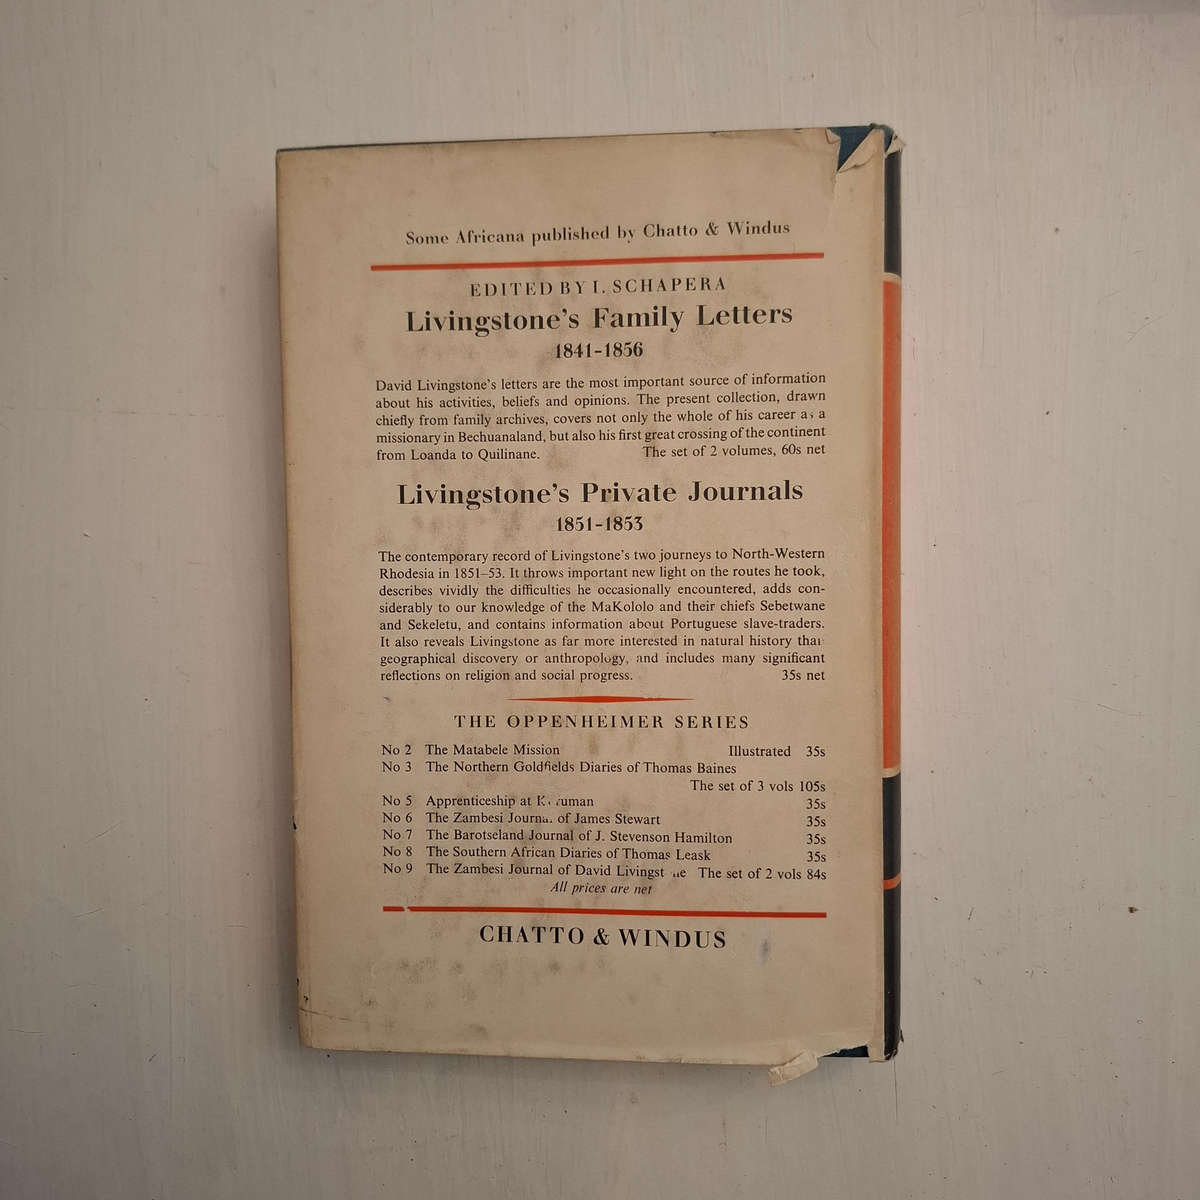 Some Africana published by Chatto & Windus
EDITED BY I. SCHAPERA
Livingstone's Family Letters
1841-1856
David Livingstone's letters are the most important source of information
about his activities, beliefs and opinions. The present collection, drawn
chiefly from family archives, covers not only the whole of his career as a
missionary in Bechuanaland, but also his first great crossing of the continent
from Loanda to Quilinane. The set of 2 volumes, 60s net
Livingstone's Private Journals
1851-1853
The contemporary record of Livingstone's two journeys to North-Western
Rhodesia in 1851–53. It throws important new light on the routes he took,
describes vividly the difficulties he occasionally encountered, adds con-
siderably to our knowledge of the MaKololo and their chiefs Sebetwane
and Sekeletu, and contains information about Portuguese slave-traders.
It also reveals Livingstone as far more interested in natural history than
geographical discovery or anthropology, and includes many significant
reflections on religion and social progress. 35s net
THE OPPENHEIMER SERIES
No 2 The Matabele Mission Illustrated 35s
No 3 The Northern Goldfields Diaries of Thomas Baines
The set of 3 vols 105s
No 5 Apprenticeship at Kuruman 35s
No 6 The Zambesi Journal of James Stewart 35s
No 7 The Barotseland Journal of J. Stevenson Hamilton 35s
No 8 The Southern African Diaries of Thomas Leask 35s
No 9 The Zambesi Journal of David Livingstone The set of 2 vols 84s
All prices are net
CHATTO & WINDUS